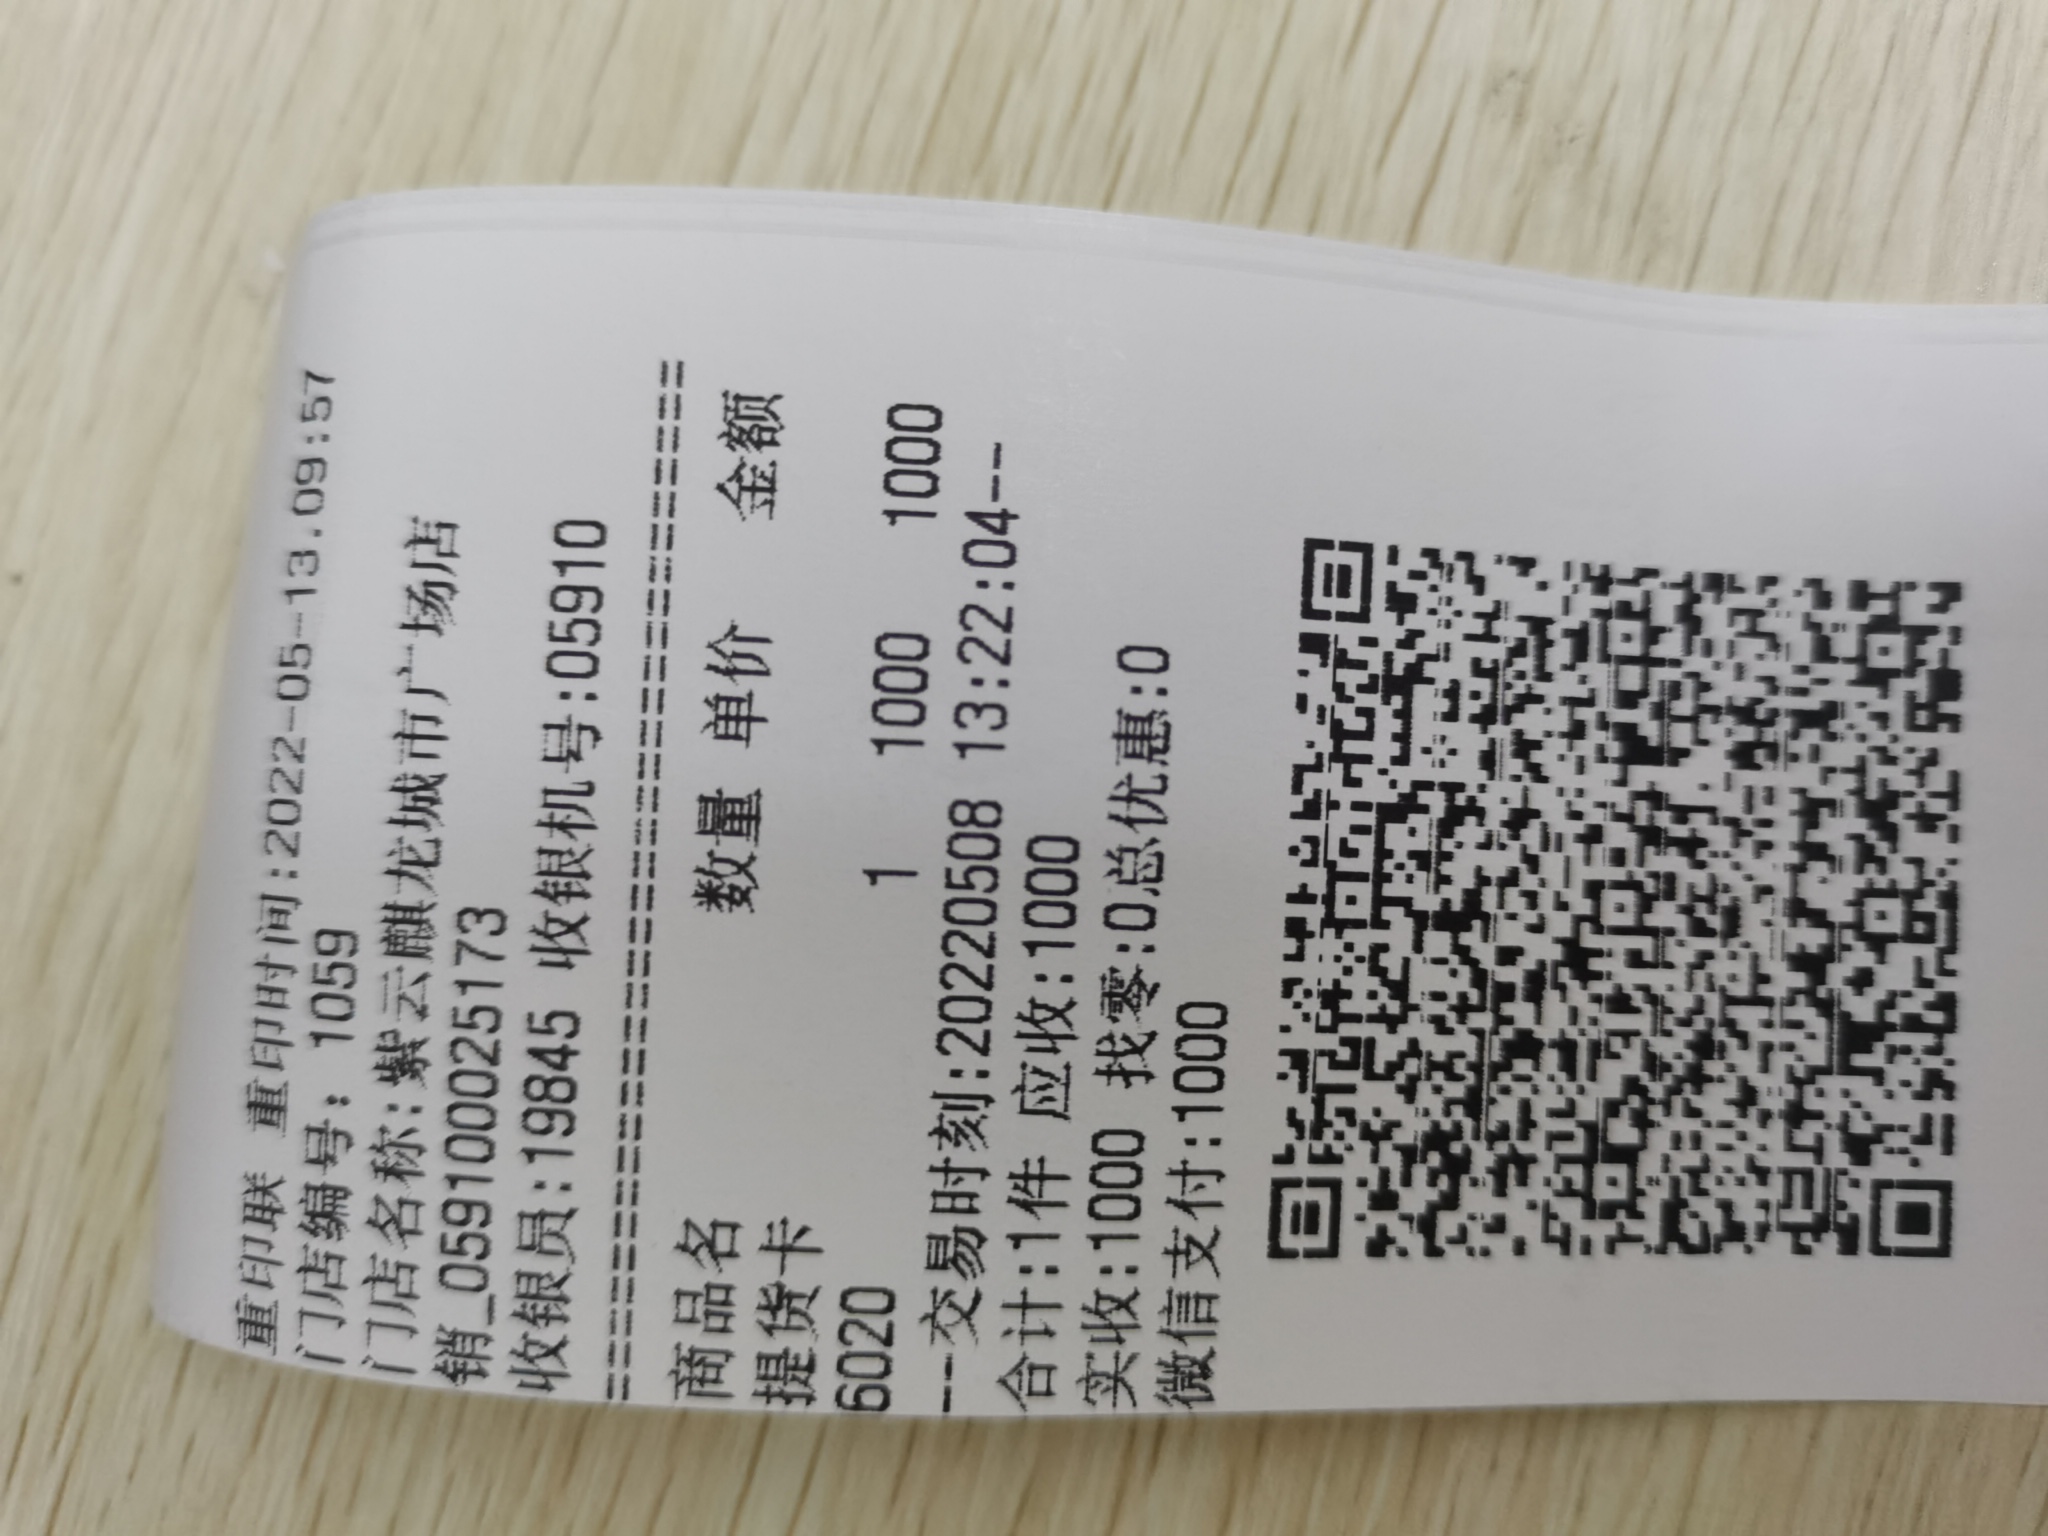 重印联 重印时间:2022-05-13.09:57
门店编号: 1059
门店名称:紫云麒龙城市广场店
销_0591000025173
收银员:19845 收银机号:05910
================================
商品名 数量 单价 金额
提货卡
6020 1 1000 1000
---交易时刻:20220508 13:22:04---
合计:1件 应收:1000
实收:1000 找零:0总优惠:0
微信支付:1000